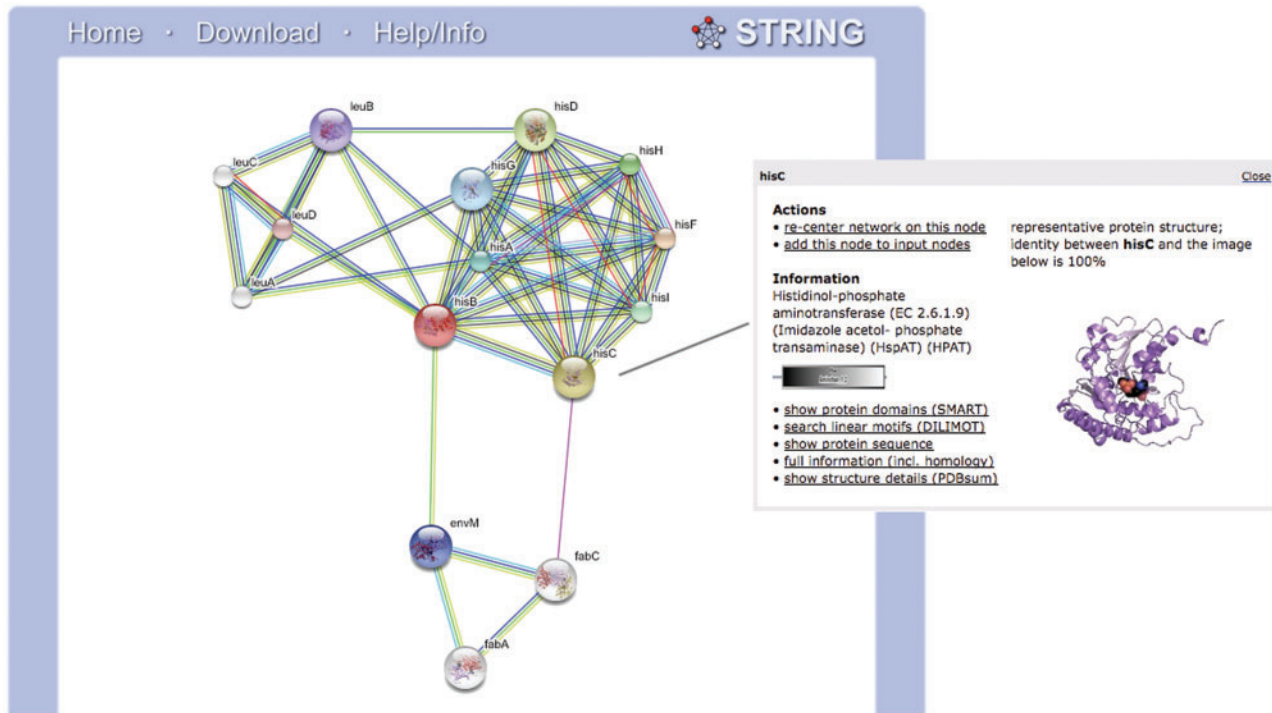 Home · Download · Help/Info
STRING
leuB
hisD
hisH
leuC
hisG
leuD
hisF
hisA
leuA
hisB
hisI
hisC
envM
fabC
fabA
hisC
Close
Actions
• re-center network on this node
• add this node to input nodes
representative protein structure;
identity between hisC and the image
below is 100%
Information
Histidinol-phosphate
aminotransferase (EC 2.6.1.9)
(Imidazole acetol- phosphate
transaminase) (HspAT) (HPAT)
• show protein domains (SMART)
• search linear motifs (DILIMOT)
• show protein sequence
• full information (incl. homology)
• show structure details (PDBsum)